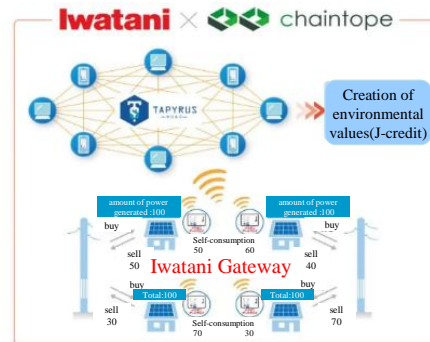 Iwatani × chaintope
TAPYRUS
Creation of
environmental
values(J-credit)
amount of power
generated :100
amount of power
generated :100
buy
buy
Self-consumption
50
60
sell
50
sell
40
Iwatani Gateway
buy
buy
Total:100
Total:100
sell
30
Self-consumption
70
30
sell
70